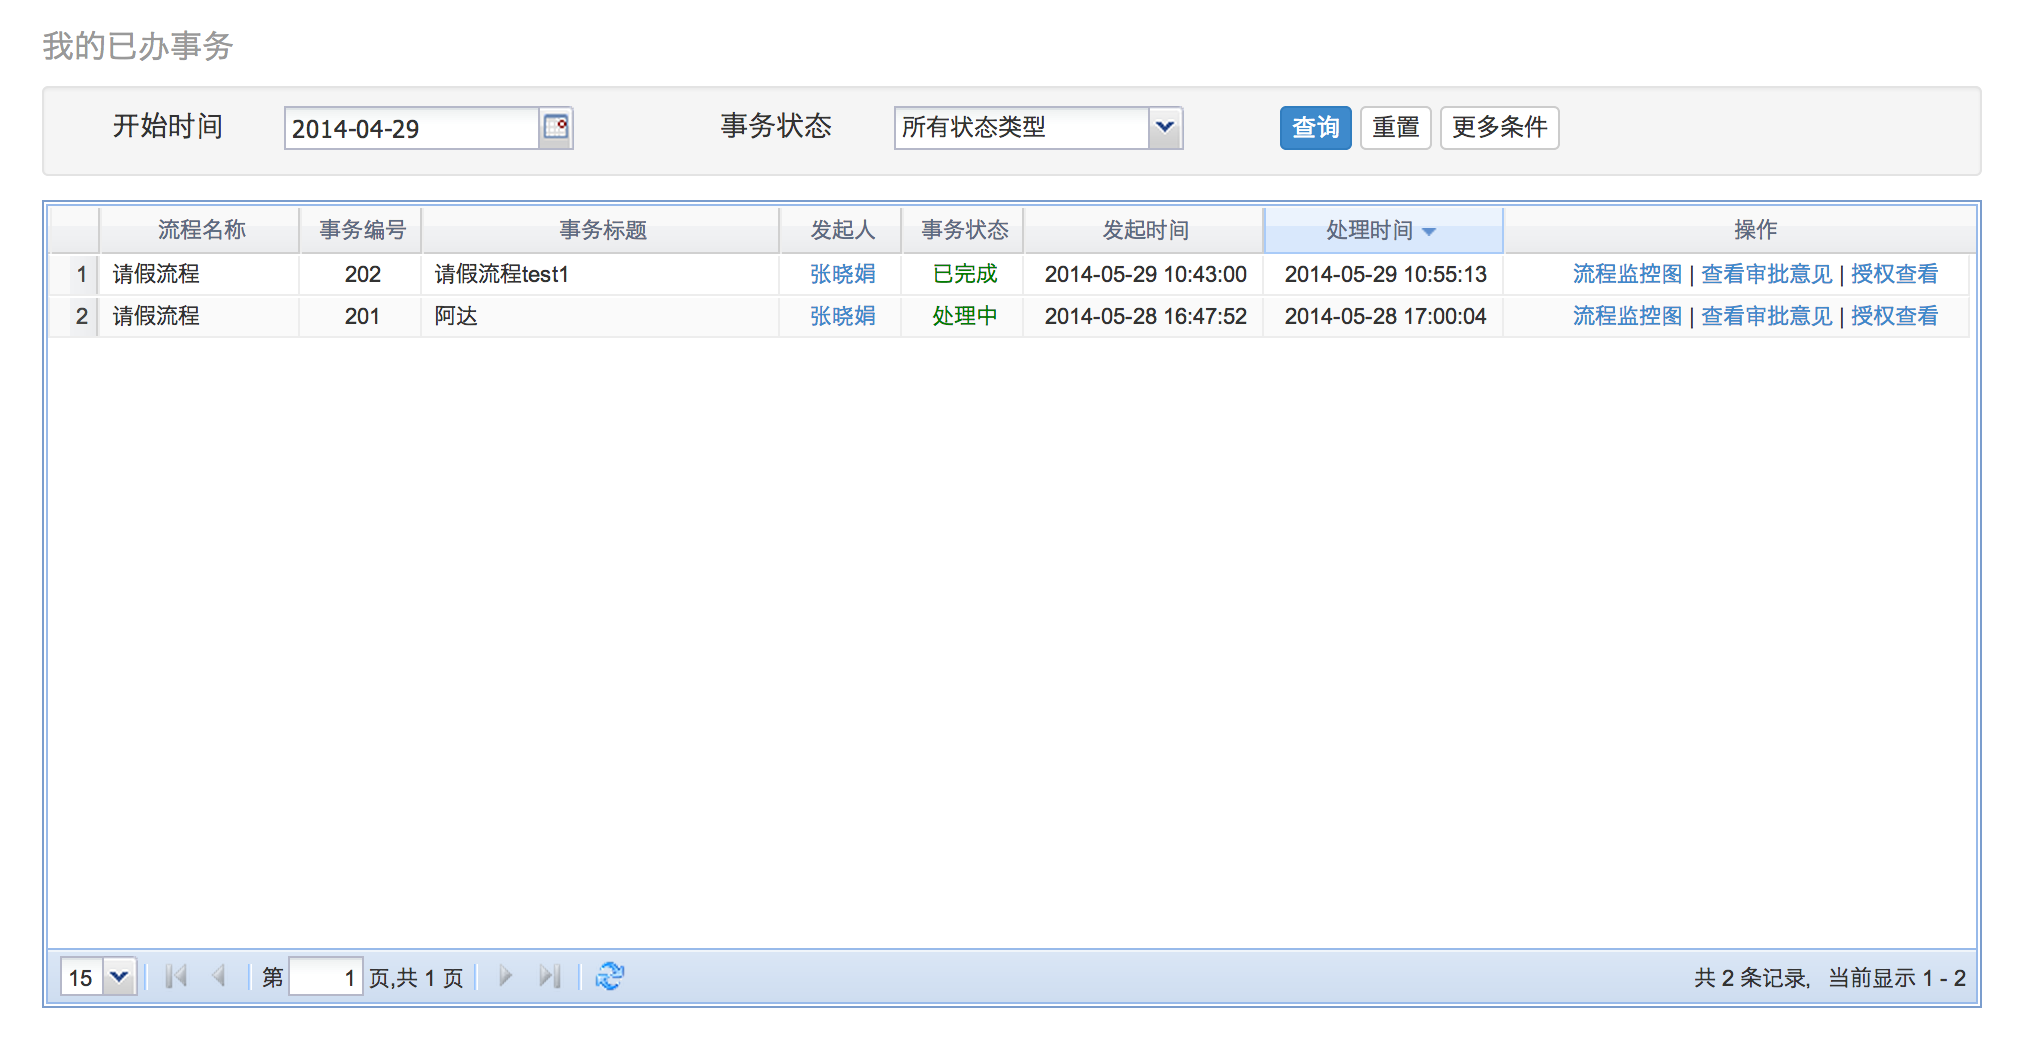 我的已办事务
开始时间 2014-04-29 事务状态 所有状态类型 查询 重置 更多条件
流程名称 事务编号 事务标题 发起人 事务状态 发起时间 处理时间 操作
1 请假流程 202 请假流程test1 张晓娟 已完成 2014-05-29 10:43:00 2014-05-29 10:55:13 流程监控图 | 查看审批意见 | 授权查看
2 请假流程 201 阿达 张晓娟 处理中 2014-05-28 16:47:52 2014-05-28 17:00:04 流程监控图 | 查看审批意见 | 授权查看
15 第 1 页,共 1 页 共 2 条记录, 当前显示 1 - 2